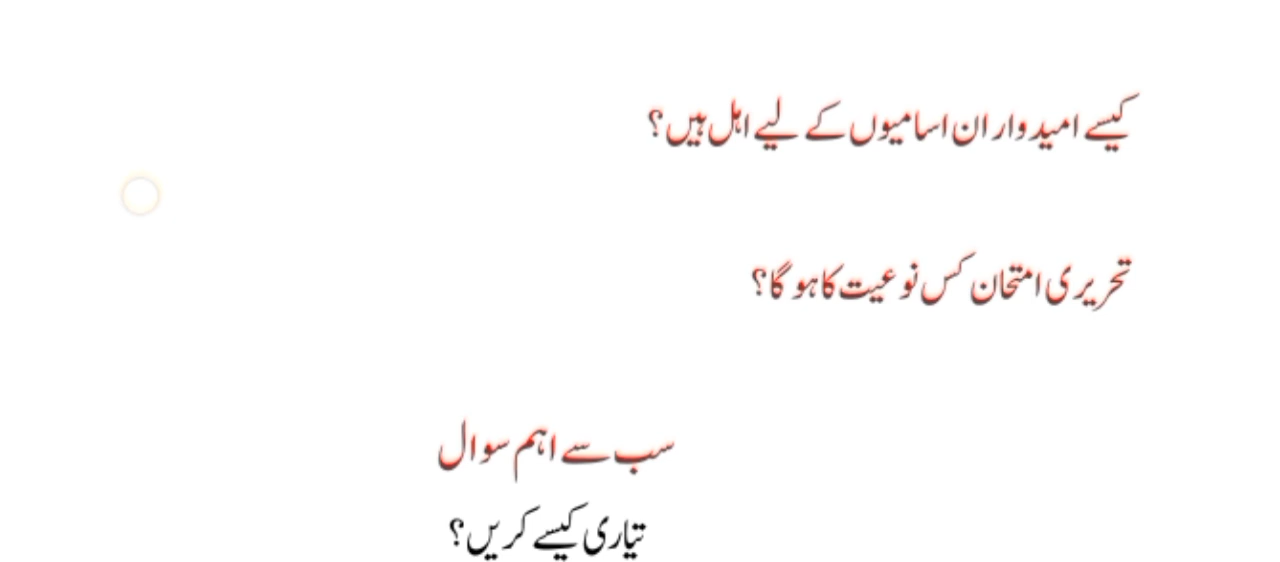 کیسے امیدوار ان اسامیوں کے لیے اہل ہیں؟
تحریری امتحان کس نوعیت کا ہو گا؟
سب سے اہم سوال
تیاری کیسے کریں؟